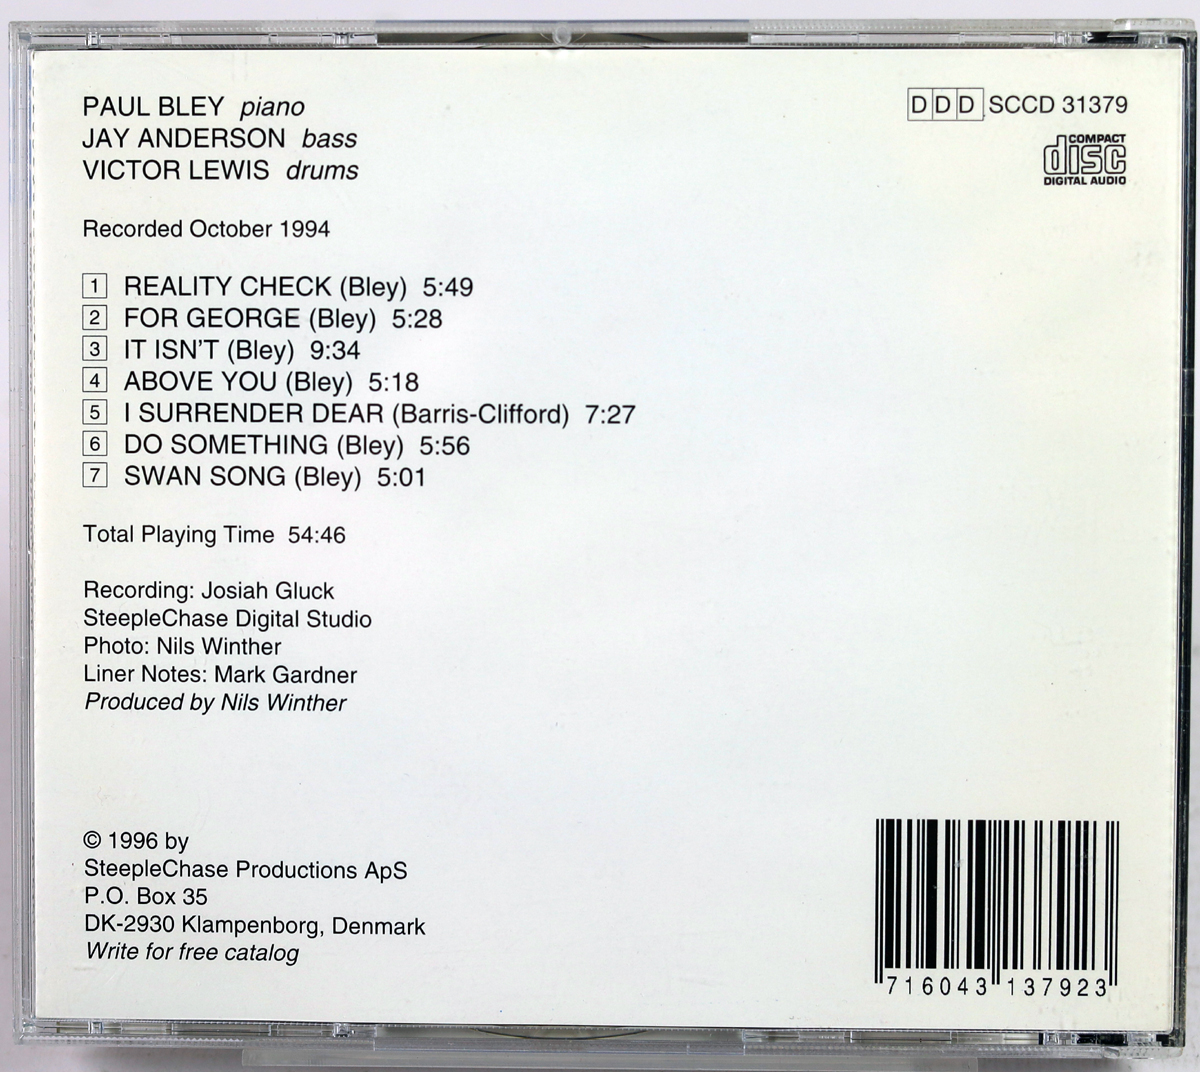 PAUL BLEY piano
JAY ANDERSON bass
VICTOR LEWIS drums
DDD SCCD 31379
COMPACT
disc
DIGITAL AUDIO
Recorded October 1994
1 REALITY CHECK (Bley) 5:49
2 FOR GEORGE (Bley) 5:28
3 IT ISN'T (Bley) 9:34
4 ABOVE YOU (Bley) 5:18
5 I SURRENDER DEAR (Barris-Clifford) 7:27
6 DO SOMETHING (Bley) 5:56
7 SWAN SONG (Bley) 5:01
Total Playing Time 54:46
Recording: Josiah Gluck
SteepleChase Digital Studio
Photo: Nils Winther
Liner Notes: Mark Gardner
Produced by Nils Winther
© 1996 by
SteepleChase Productions ApS
P.O. Box 35
DK-2930 Klampenborg, Denmark
Write for free catalog
716043 137923